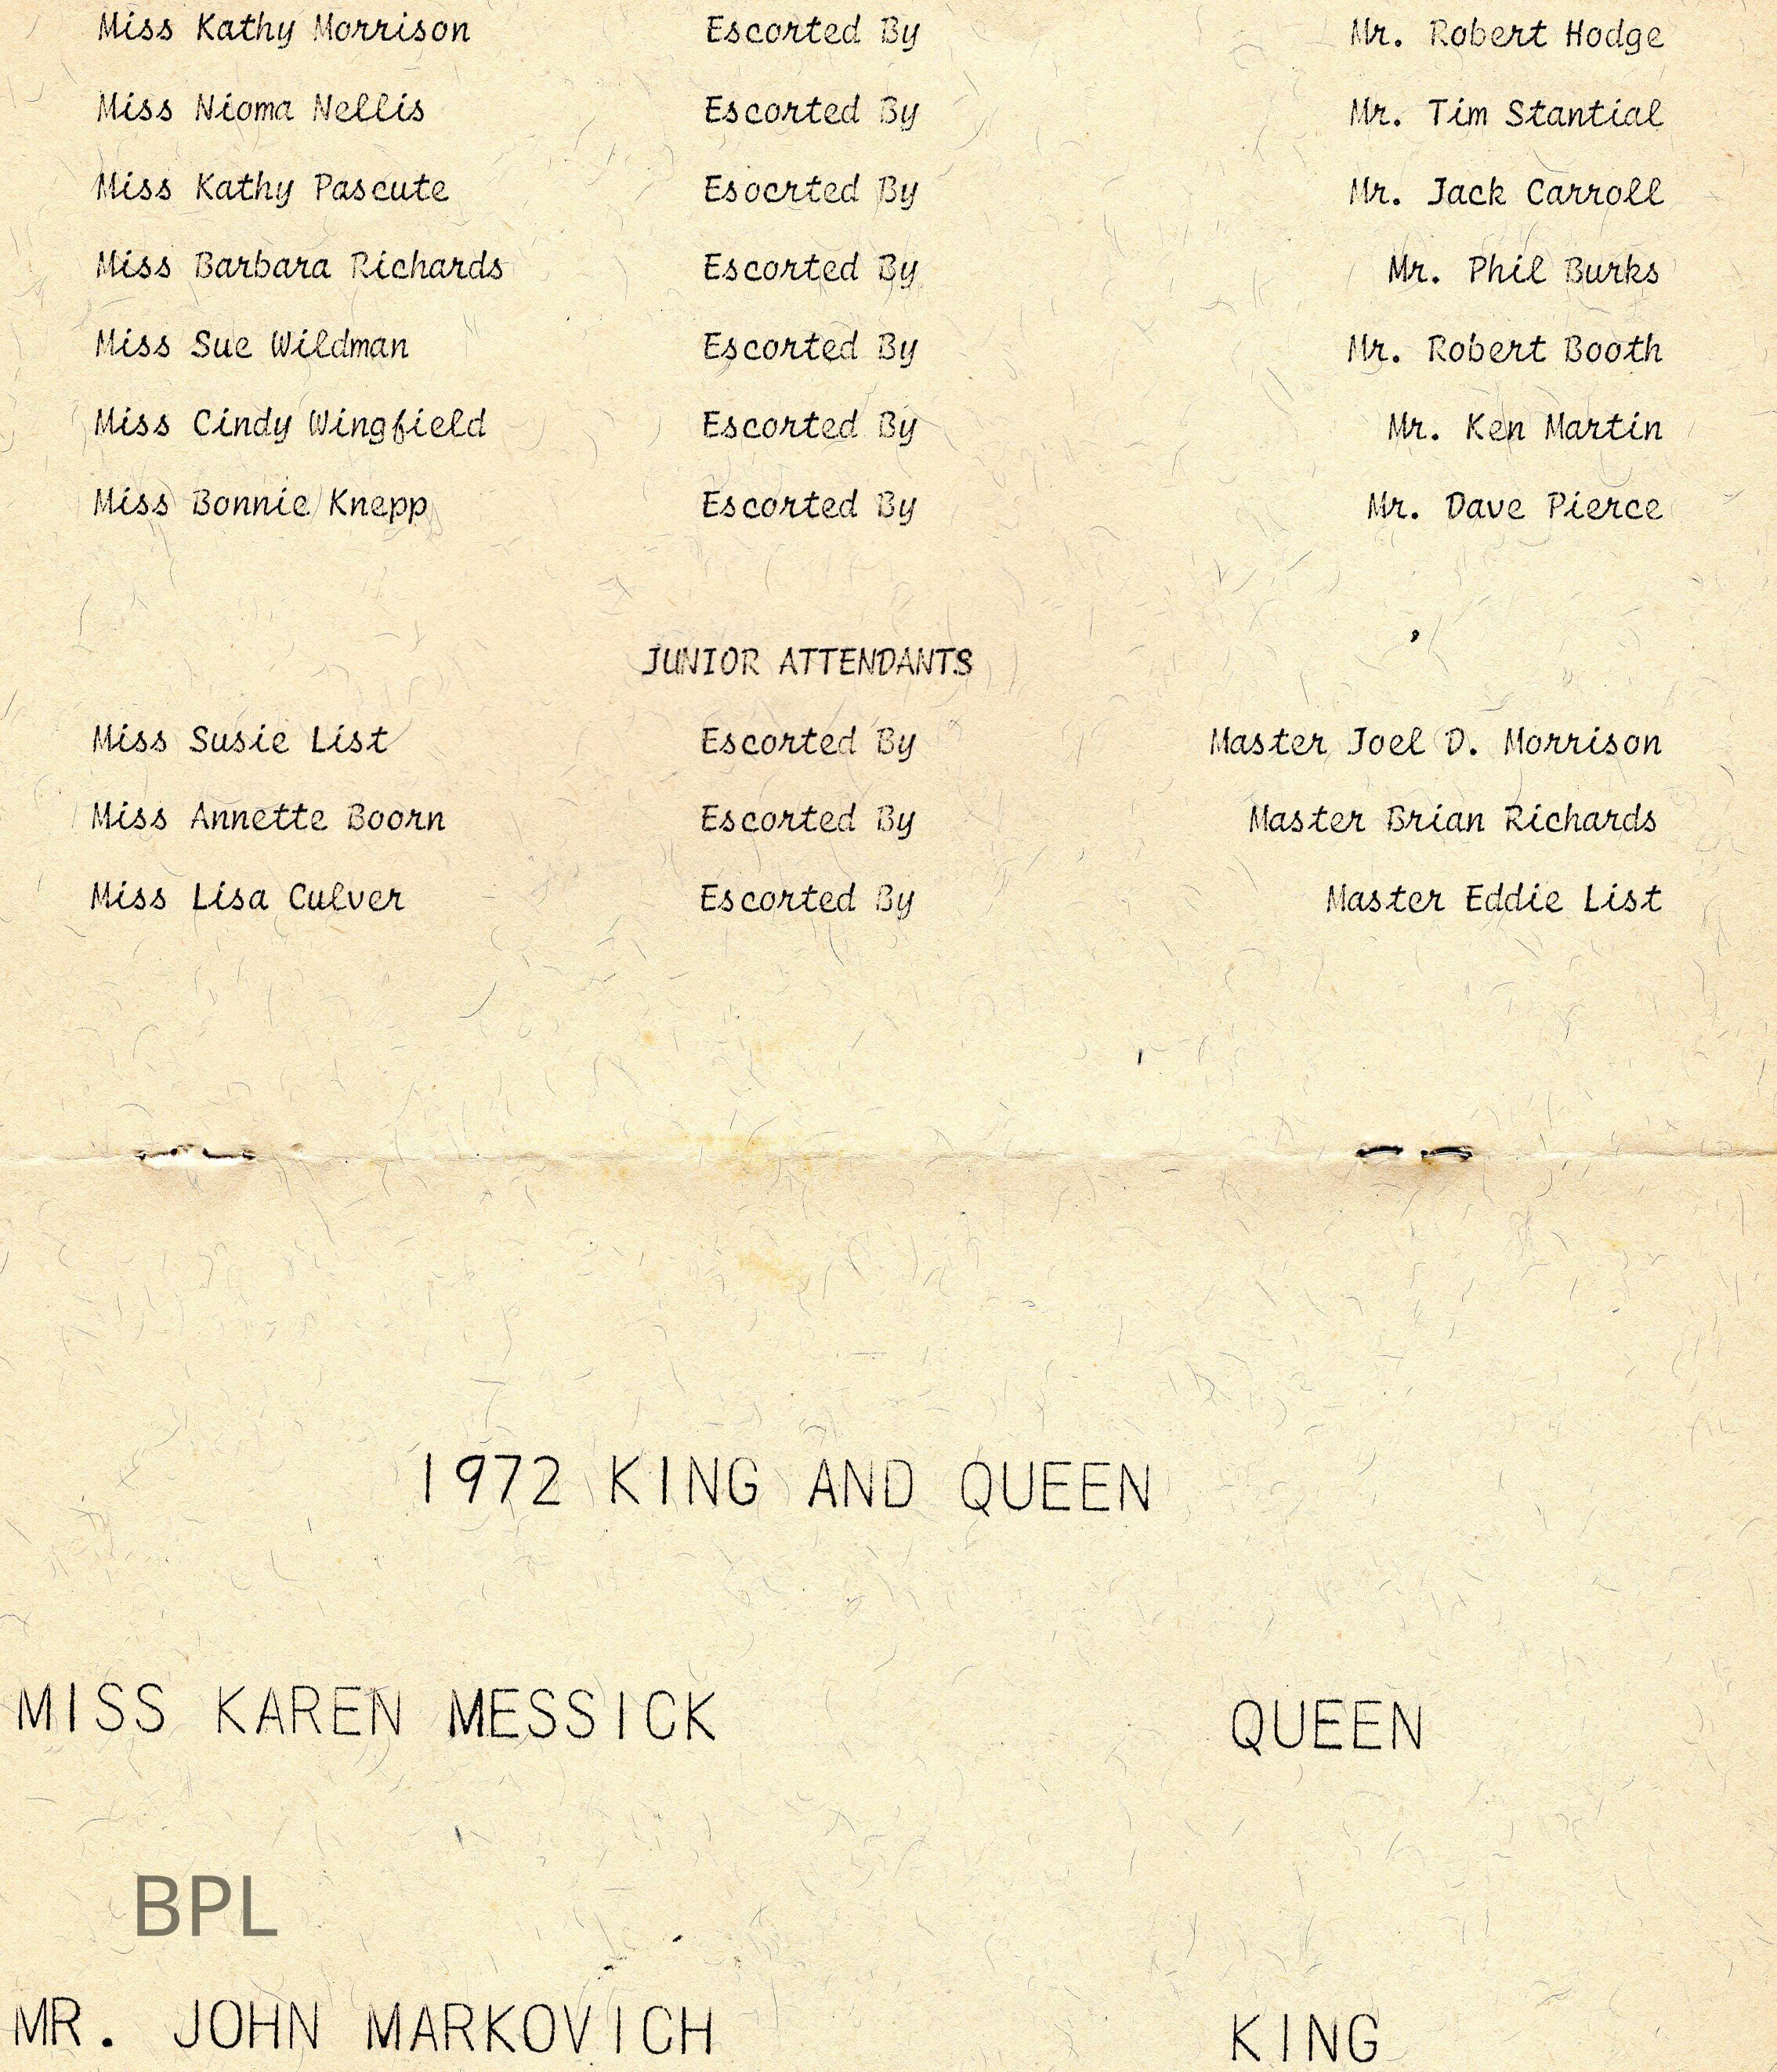 Miss Kathy Morrison Escorted By Mr. Robert Hodge
Miss Nioma Nellis Escorted By Mr. Tim Stantial
Miss Kathy Pascute Esocrted By Mr. Jack Carroll
Miss Barbara Richards Escorted By Mr. Phil Burks
Miss Sue Wildman Escorted By Mr. Robert Booth
Miss Cindy Wingfield Escorted By Mr. Ken Martin
Miss Bonnie Knepp Escorted By Mr. Dave Pierce
JUNIOR ATTENDANTS
Miss Susie List Escorted By Master Joel D. Morrison
Miss Annette Boorn Escorted By Master Brian Richards
Miss Lisa Culver Escorted By Master Eddie List
1972 KING AND QUEEN
MISS KAREN MESSICK QUEEN
BPL
MR. JOHN MARKOVICH KING